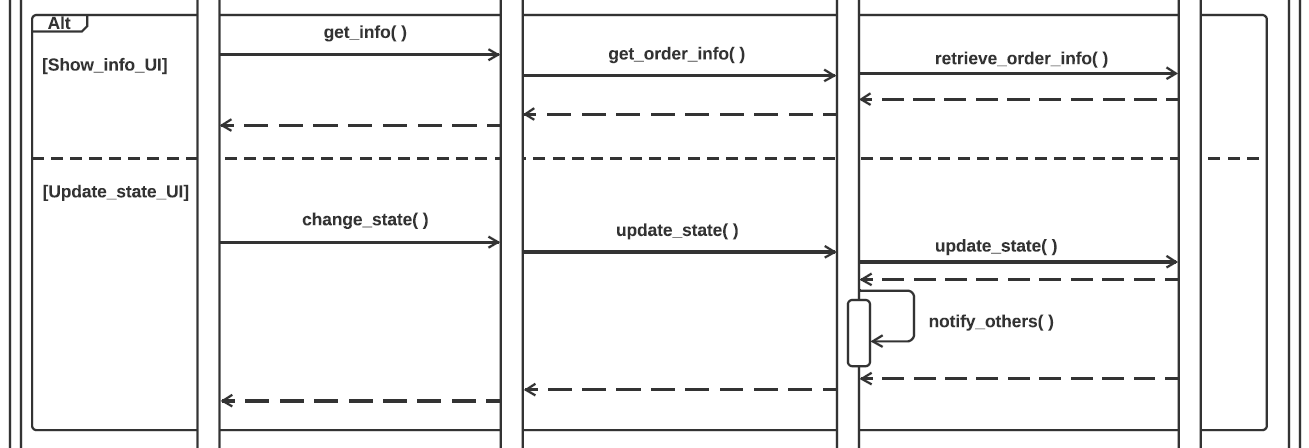 Alt
get_info( )
get_order_info( )
retrieve_order_info( )
[Show_info_UI]
[Update_state_UI]
change_state( )
update_state( )
update_state( )
notify_others( )